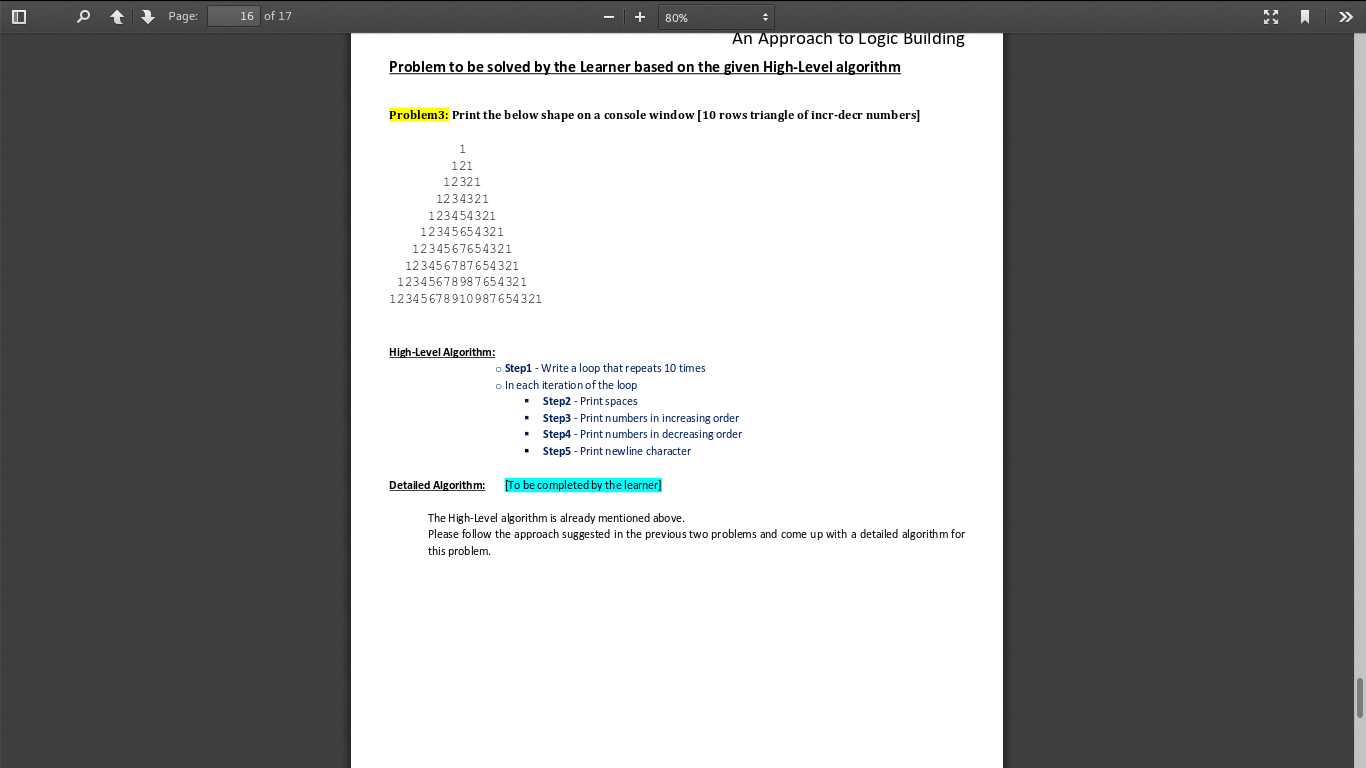 Page: 16 of 17 80%
An Approach to Logic Building
Problem to be solved by the Learner based on the given High-Level algorithm
Problem3: Print the below shape on a console window [10 rows triangle of incr-decr numbers]
1
121
12321
1234321
123454321
12345654321
1234567654321
123456787654321
12345678987654321
12345678910987654321
High-Level Algorithm:
○ Step1 - Write a loop that repeats 10 times
○ In each iteration of the loop
▪ Step2 - Print spaces
▪ Step3 - Print numbers in increasing order
▪ Step4 - Print numbers in decreasing order
▪ Step5 - Print newline character
Detailed Algorithm: [To be completed by the learner]
The High-Level algorithm is already mentioned above.
Please follow the approach suggested in the previous two problems and come up with a detailed algorithm for
this problem.